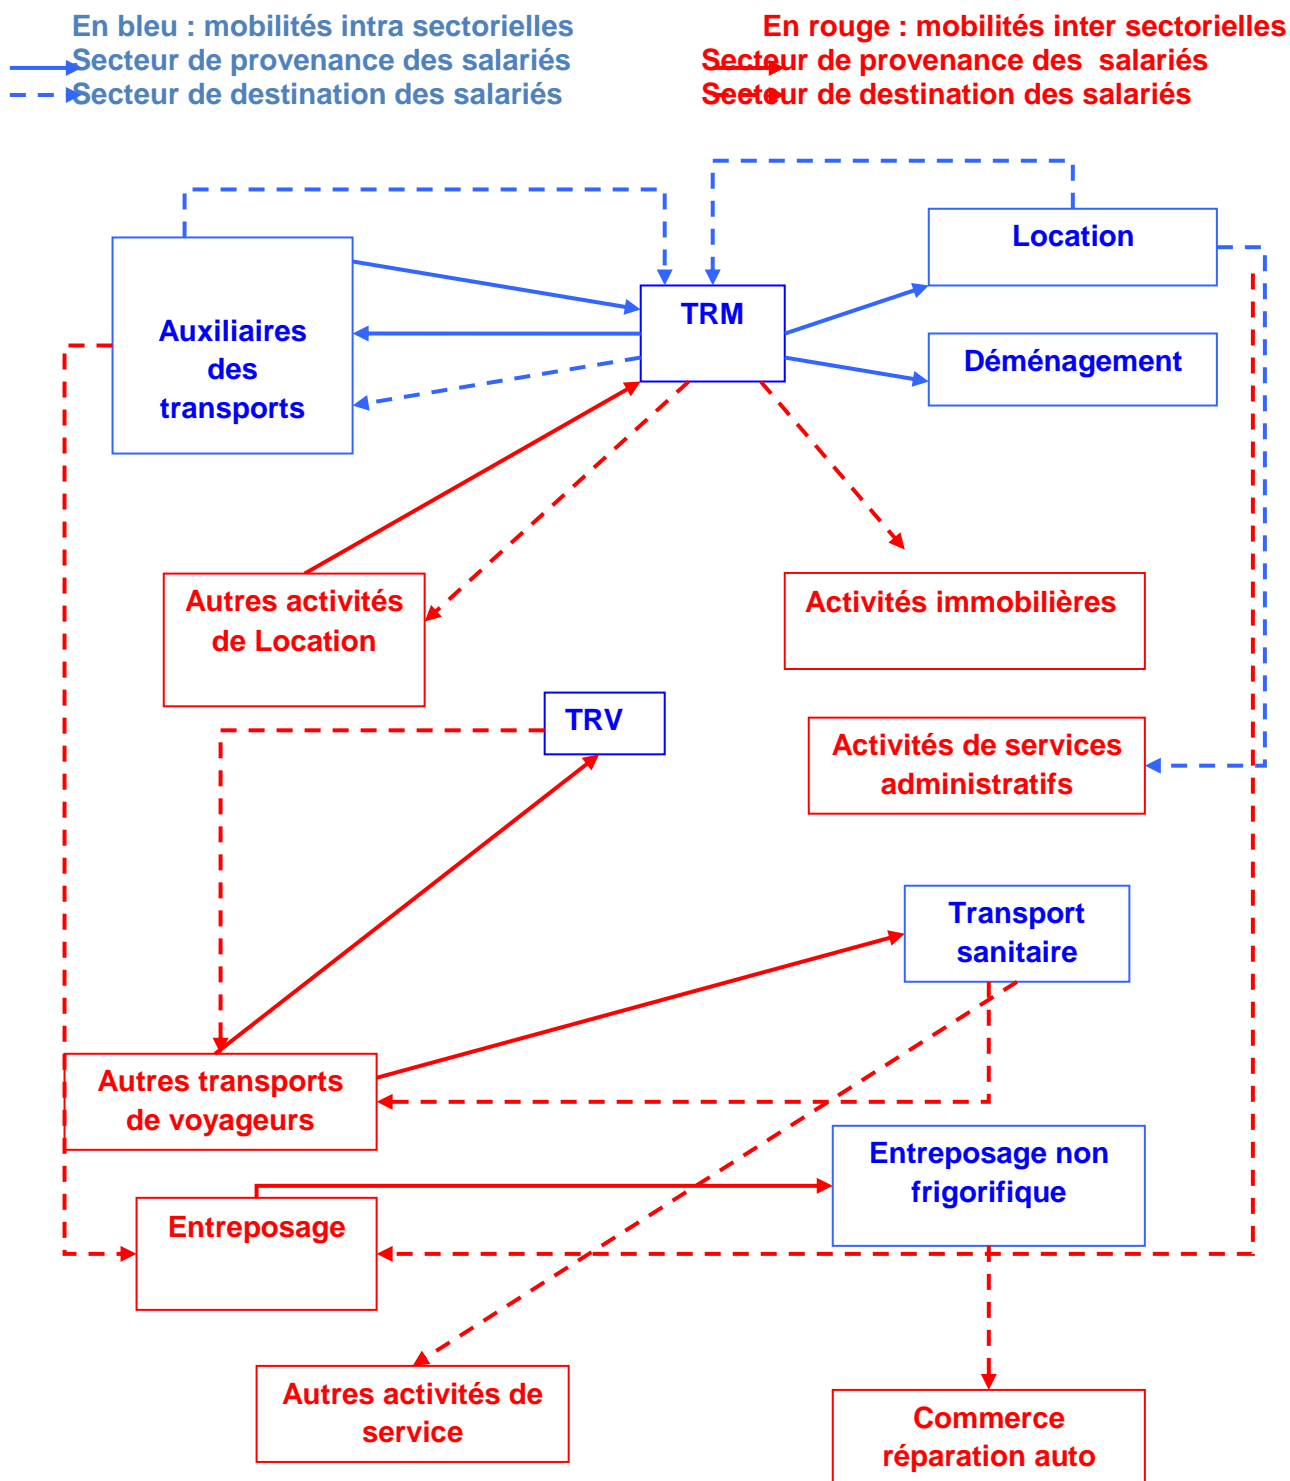 En bleu : mobilités intra sectorielles
Secteur de provenance des salariés
Secteur de destination des salariés
En rouge : mobilités inter sectorielles
Secteur de provenance des  salariés
Secteur de destination des salariés
Location
TRM
Auxiliaires
des
transports
Déménagement
Autres activités
de Location
Activités immobilières
TRV
Activités de services
administratifs
Transport
sanitaire
Autres transports
de voyageurs
Entreposage non
frigorifique
Entreposage
Autres activités de
service
Commerce
réparation auto